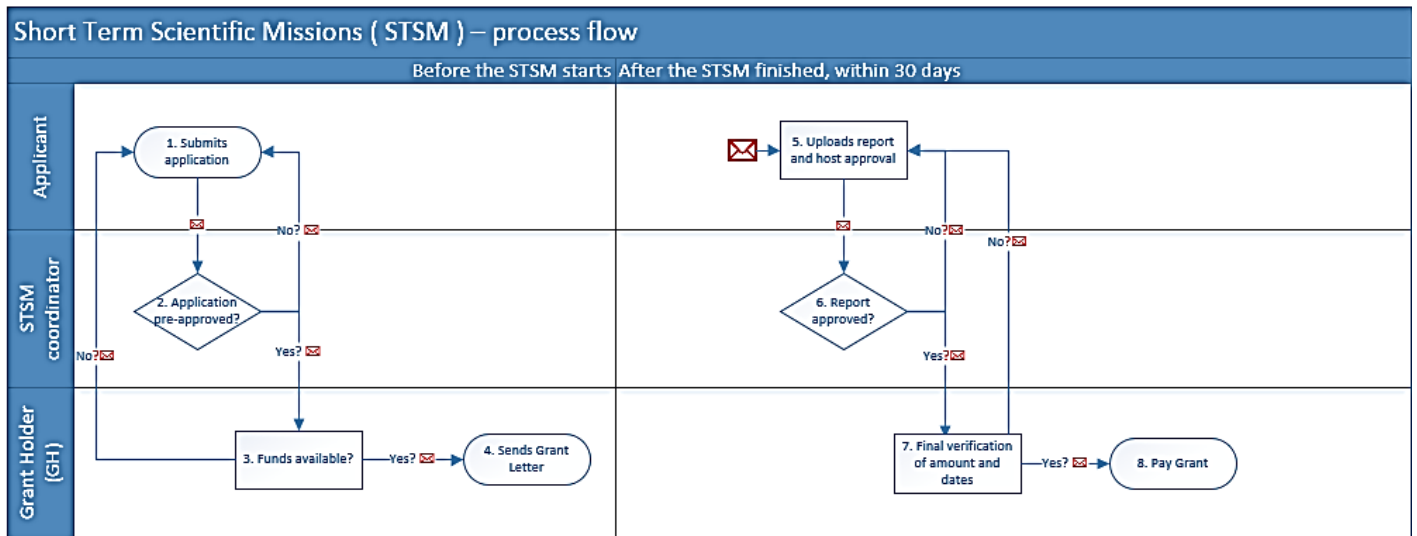 Short Term Scientific Missions ( STSM ) – process flow
Before the STSM starts
After the STSM finished, within 30 days
Applicant
1. Submits
application
5. Uploads report
and host approval
No?
No?
No?
STSM
coordinator
2. Application
pre-approved?
6. Report
approved?
No?
Yes?
Yes?
Grant Holder
(GH)
3. Funds available?
Yes?
4. Sends Grant
Letter
7. Final verification
of amount and
dates
Yes?
8. Pay Grant